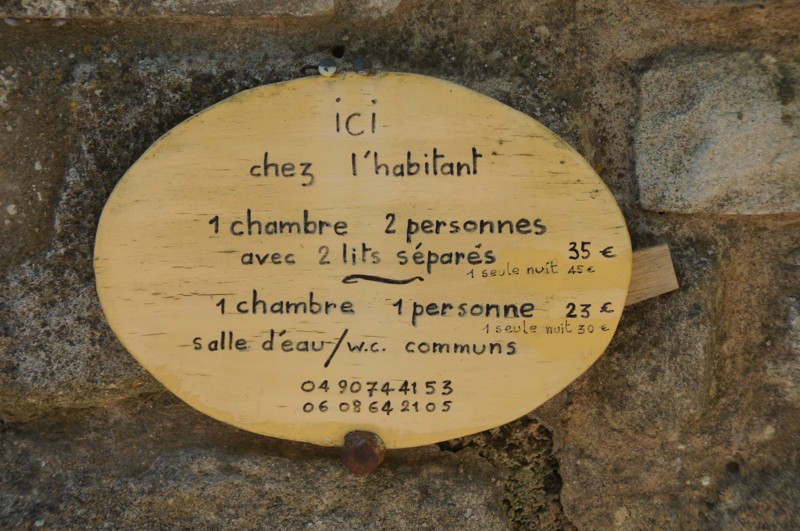 ici
chez l'habitant
1 chambre 2 personnes
avec 2 lits séparés 35 €
1 seule nuit 45 €
1 chambre 1 personne 23 €
1 seule nuit 30 €
salle d'eau/w.c. communs
04 90 74 41 53
06 08 64 21 05